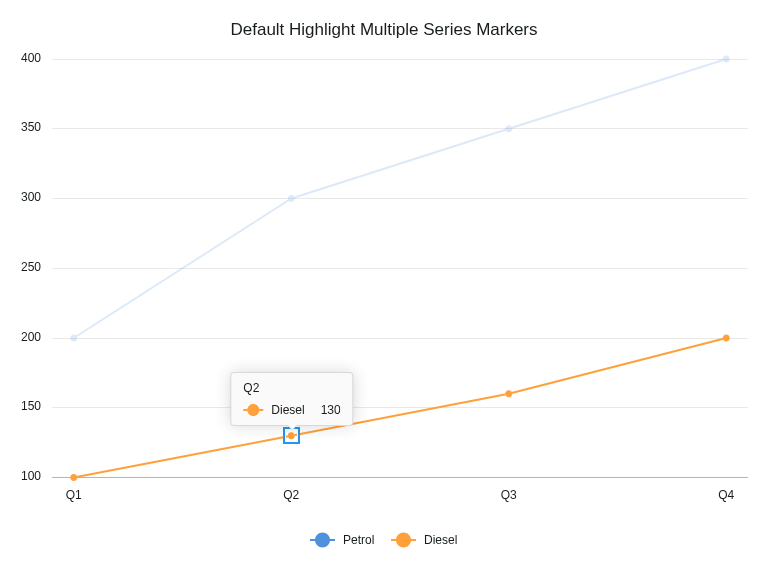 Default Highlight Multiple Series Markers
400
350
300
250
200
150
100
Q2
Diesel 130
Q1 Q2 Q3 Q4
Petrol Diesel